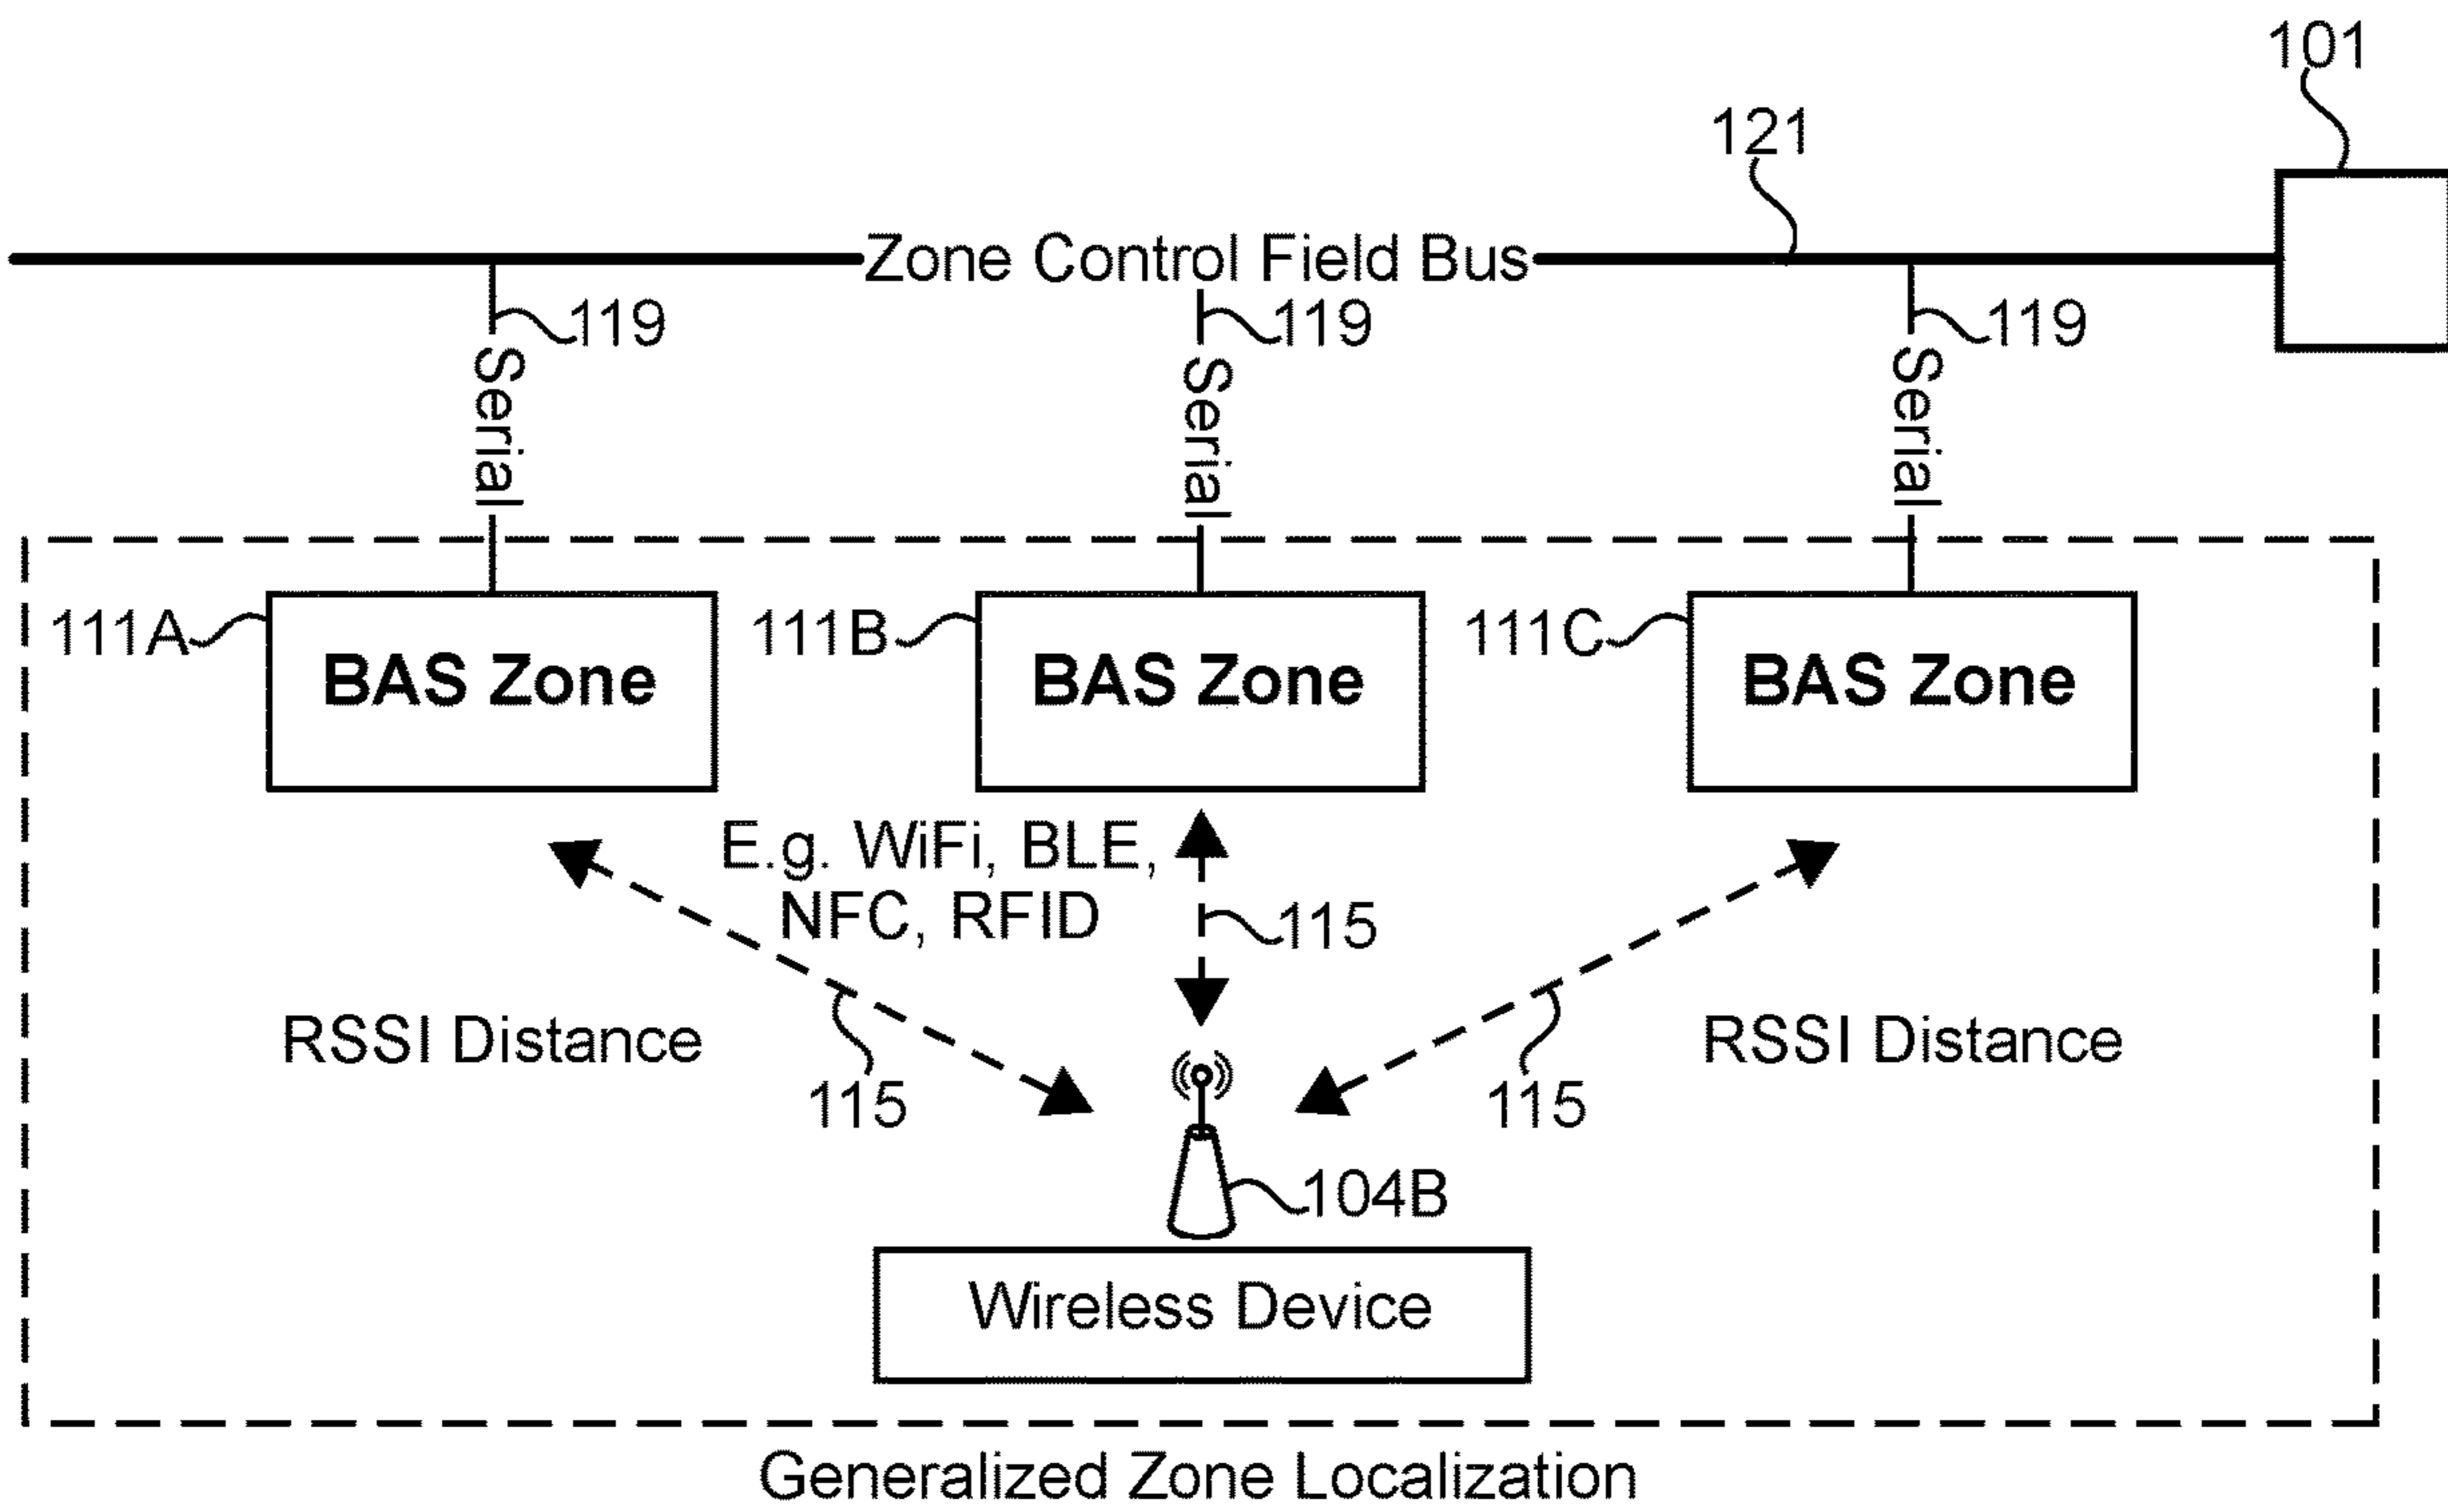 101
121
Zone Control Field Bus
119
119
119
Serial
Serial
Serial
111A
111B
111C
BAS Zone
BAS Zone
BAS Zone
E.g. WiFi, BLE,
NFC, RFID
115
RSSI Distance
RSSI Distance
115
115
104B
Wireless Device
Generalized Zone Localization